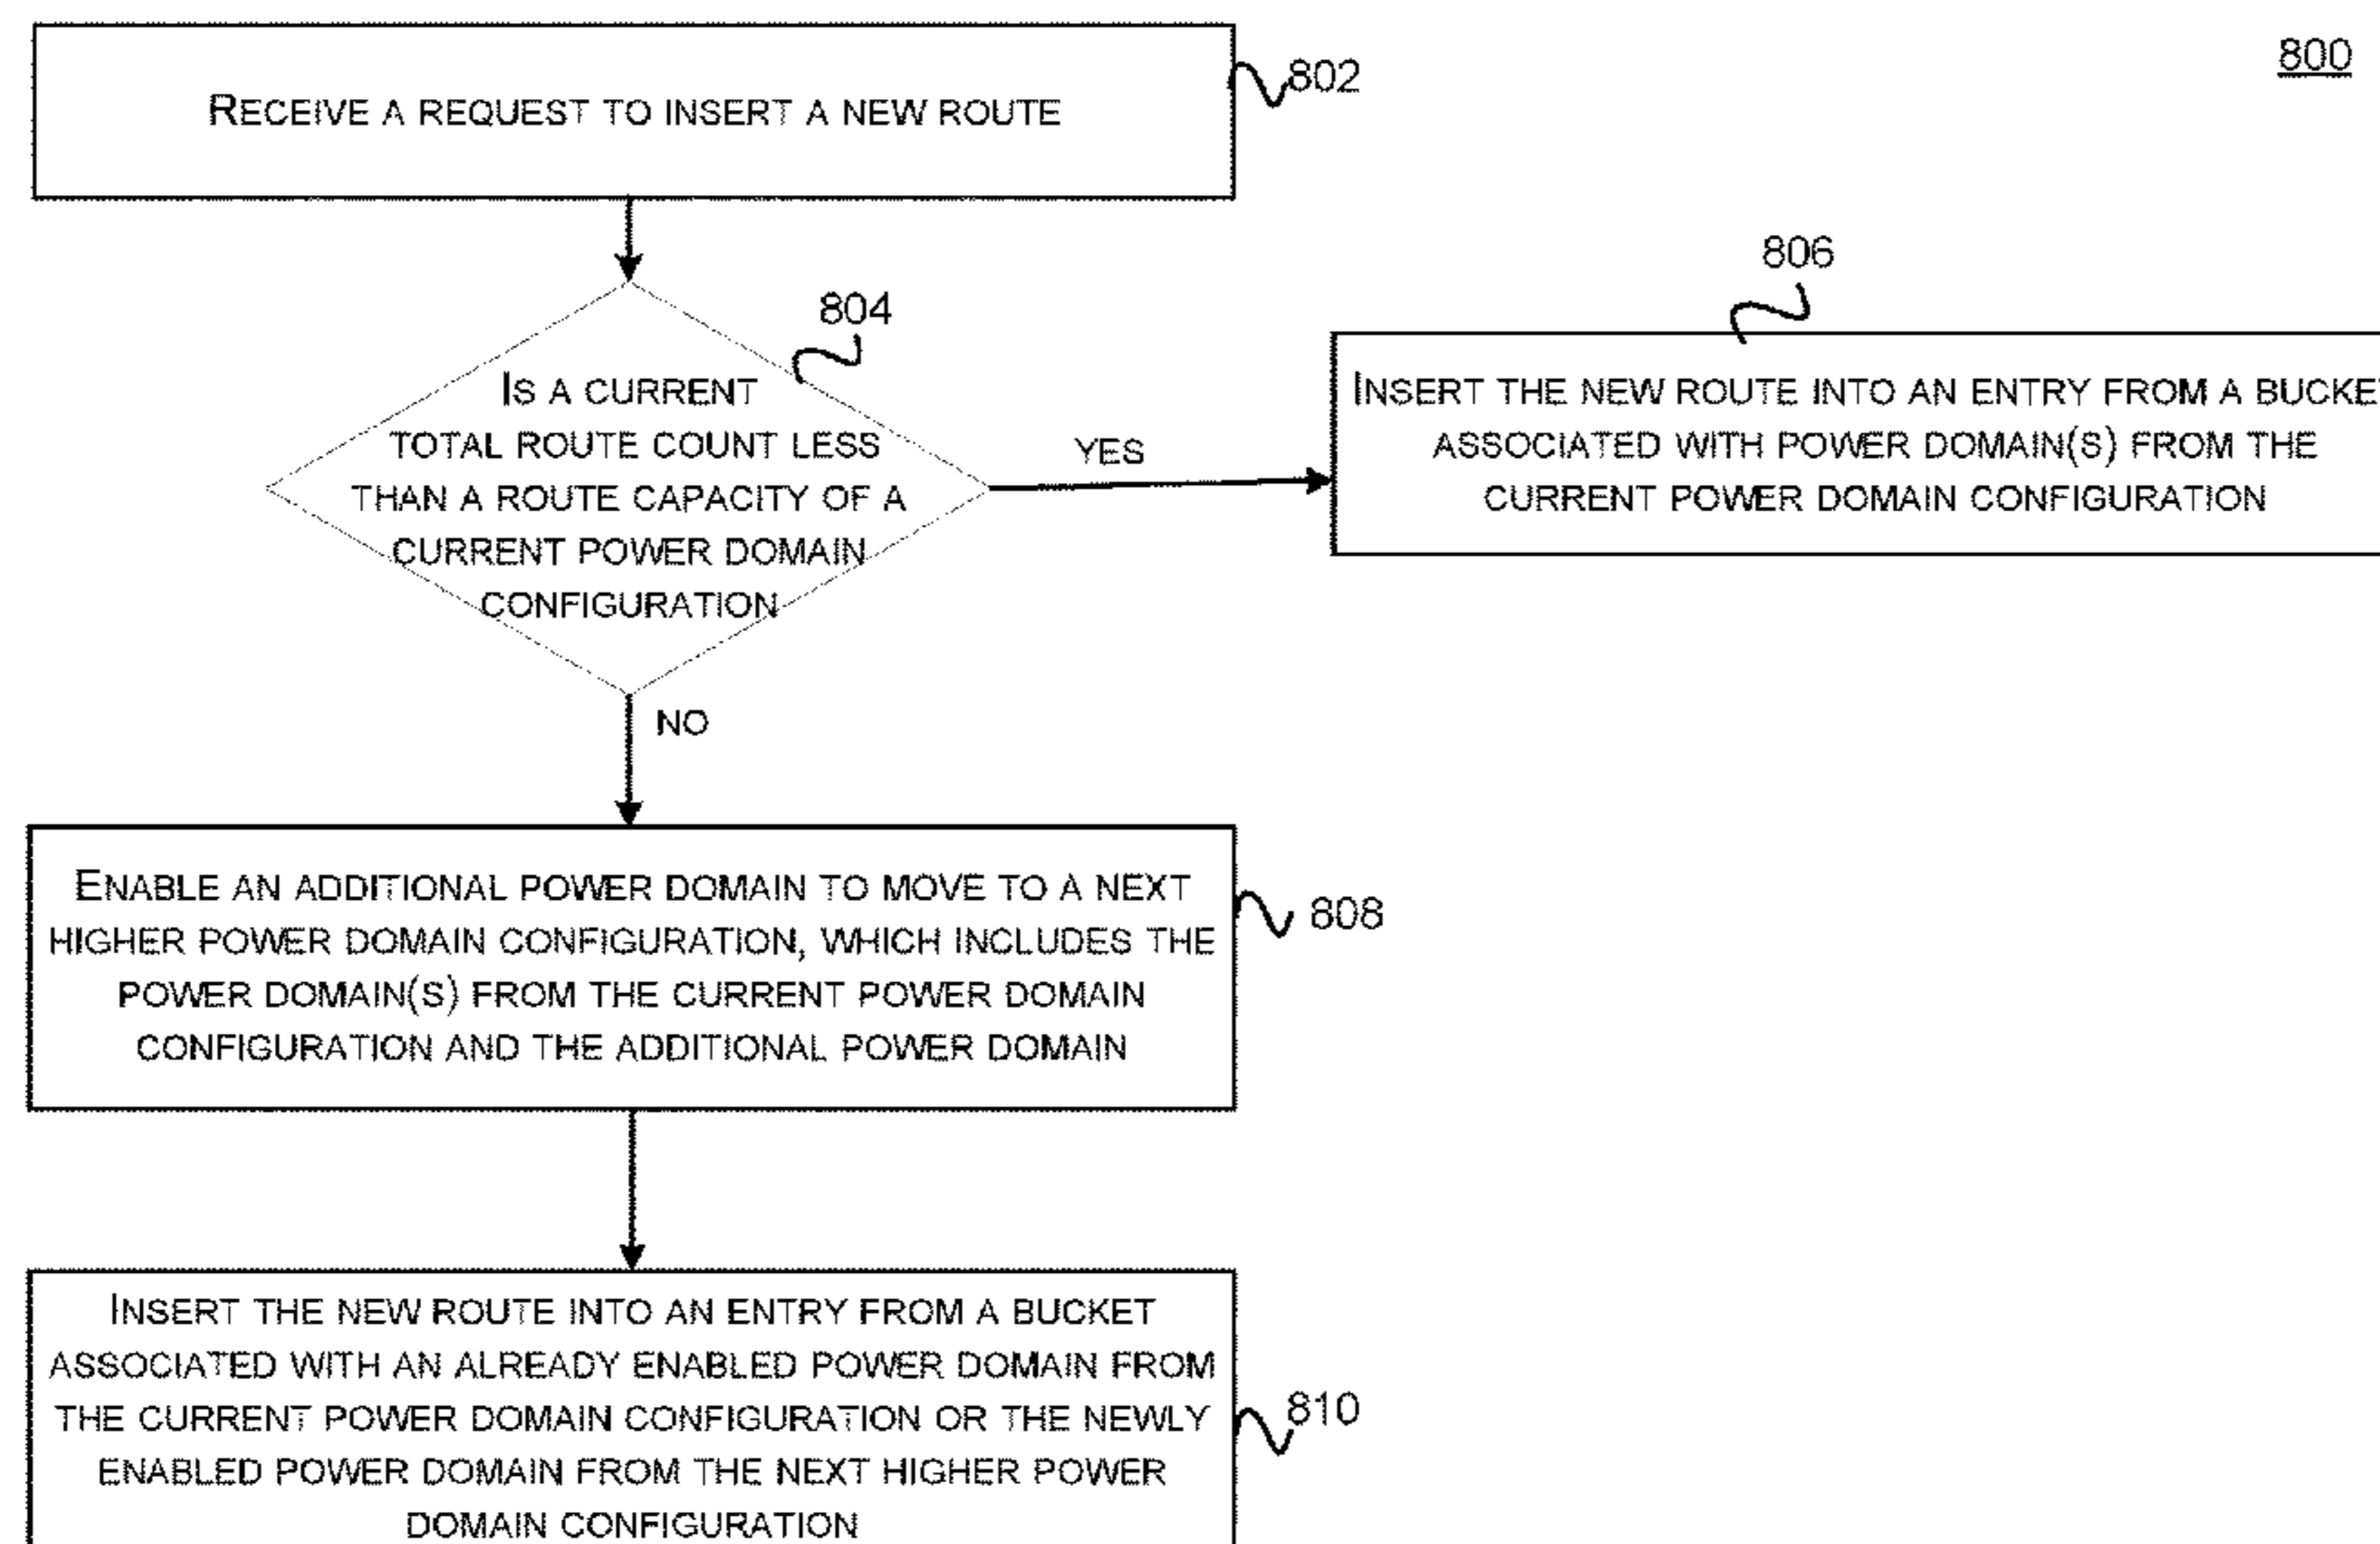 800
RECEIVE A REQUEST TO INSERT A NEW ROUTE
802
804
IS A CURRENT
TOTAL ROUTE COUNT LESS
THAN A ROUTE CAPACITY OF A
CURRENT POWER DOMAIN
CONFIGURATION
YES
806
INSERT THE NEW ROUTE INTO AN ENTRY FROM A BUCKE
ASSOCIATED WITH POWER DOMAIN(S) FROM THE
CURRENT POWER DOMAIN CONFIGURATION
NO
ENABLE AN ADDITIONAL POWER DOMAIN TO MOVE TO A NEXT
HIGHER POWER DOMAIN CONFIGURATION, WHICH INCLUDES THE
POWER DOMAIN(S) FROM THE CURRENT POWER DOMAIN
CONFIGURATION AND THE ADDITIONAL POWER DOMAIN
808
INSERT THE NEW ROUTE INTO AN ENTRY FROM A BUCKET
ASSOCIATED WITH AN ALREADY ENABLED POWER DOMAIN FROM
THE CURRENT POWER DOMAIN CONFIGURATION OR THE NEWLY
ENABLED POWER DOMAIN FROM THE NEXT HIGHER POWER
DOMAIN CONFIGURATION
810